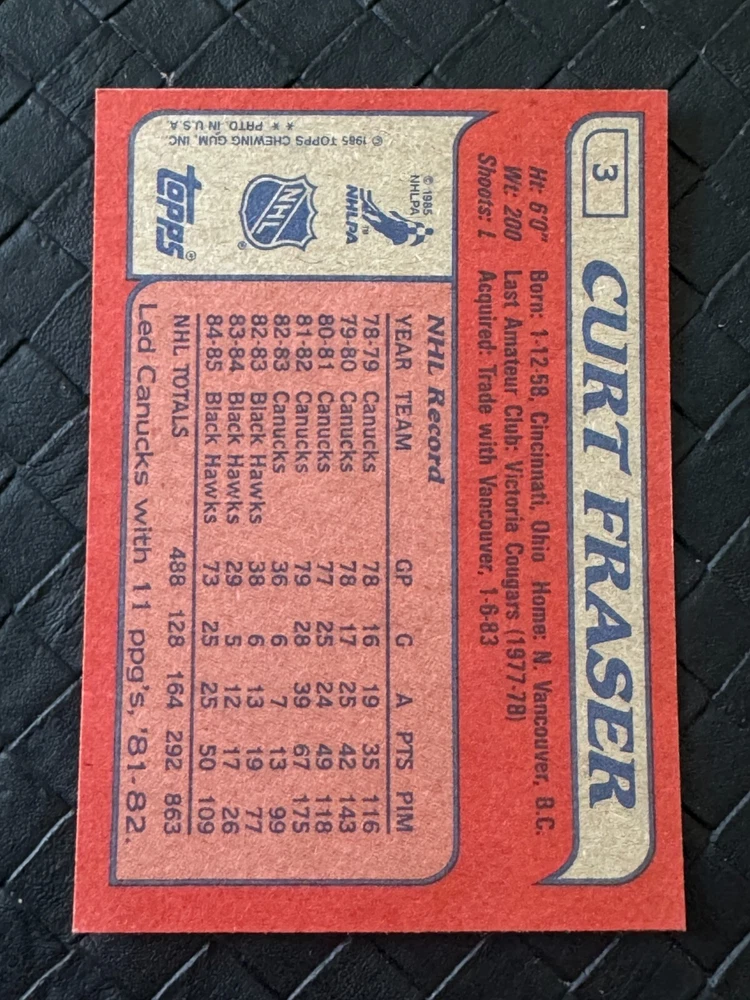 3
CURT FRASER
Ht: 6'0" Born: 1-12-58, Cincinnati, Ohio Home: N. Vancouver, B.C.
Wt: 200 Last Amateur Club: Victoria Cougars (1977-78)
Shoots: L Acquired: Trade with Vancouver, 1-6-83
© 1985 NHLPA
NHLPA™
NHL®
topps®
© 1985 TOPPS CHEWING GUM, INC
* * PRTD. IN U.S.A
NHL Record
YEAR TEAM GP G A PTS PIM
78-79 Canucks 78 16 19 35 116
79-80 Canucks 78 17 25 42 143
80-81 Canucks 77 25 24 49 118
81-82 Canucks 79 28 39 67 175
82-83 Canucks 36 6 7 13 99
82-83 Black Hawks 38 6 13 19 77
83-84 Black Hawks 29 5 12 17 26
84-85 Black Hawks 73 25 25 50 109
NHL TOTALS 488 128 164 292 863
Led Canucks with 11 ppg's, '81-82.